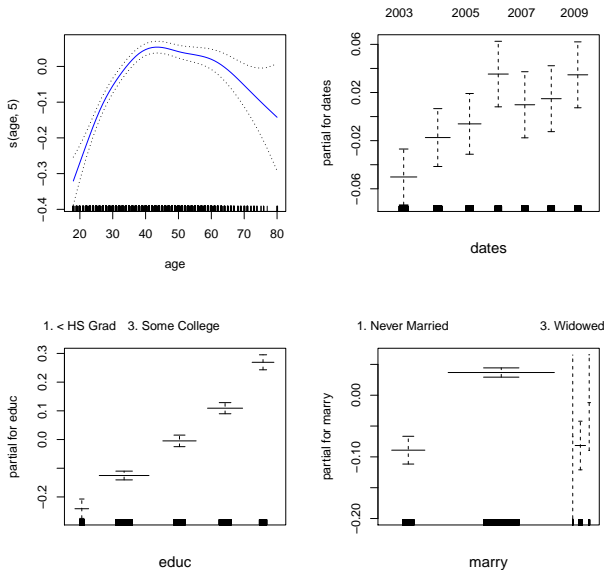 2003 2005 2007 2009
0.0
-0.1
-0.2
-0.3
-0.4
s(age, 5)
20 30 40 50 60 70 80
age
0.06
0.02
-0.02
-0.06
partial for dates
dates
1. < HS Grad 3. Some College
0.3
0.2
0.1
0.0
-0.2
partial for educ
educ
1. Never Married 3. Widowed
0.00
-0.10
-0.20
partial for marry
marry